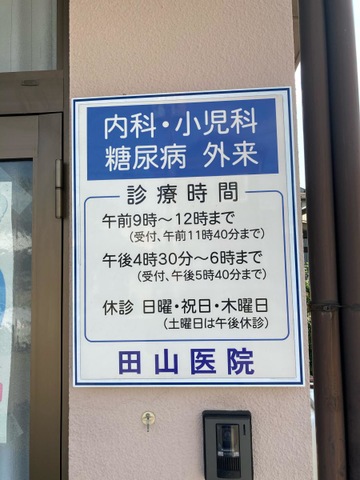 内科・小児科
糖尿病 外来
診療時間
午前9時～12時まで
(受付、午前11時40分まで)
午後4時30分～6時まで
(受付、午後5時40分まで)
休診 日曜・祝日・木曜日
(土曜日は午後休診)
田山医院